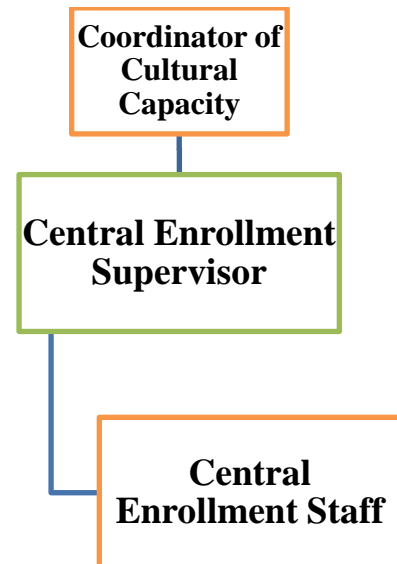 Coordinator of
Cultural
Capacity
Central Enrollment
Supervisor
Central
Enrollment Staff